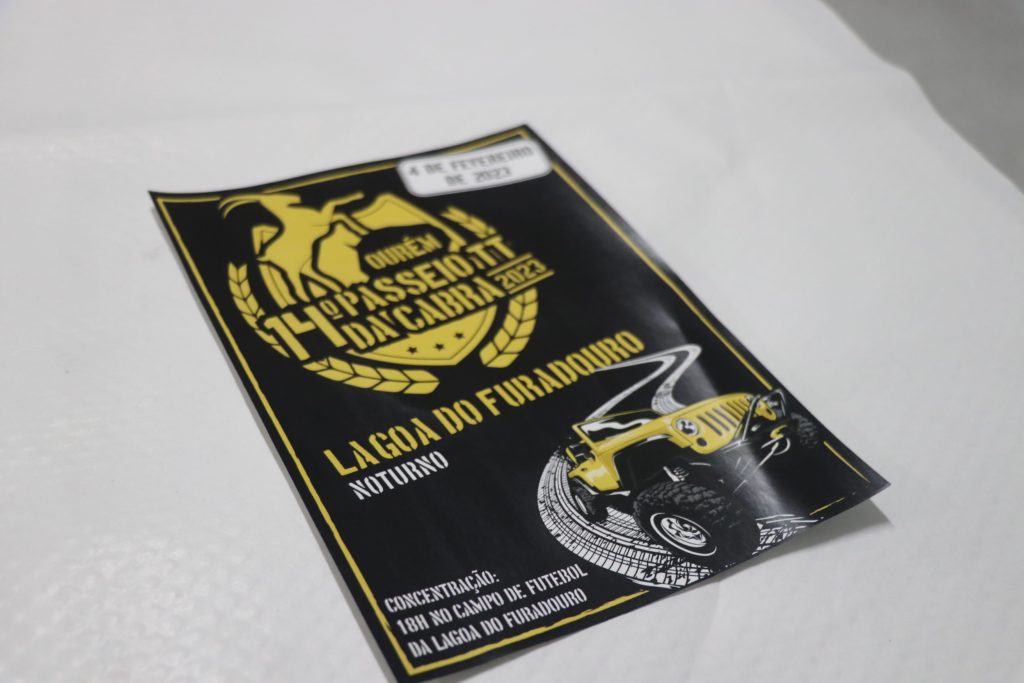 4 DE FEVEREIRO
DE 2023
OURÉM
14º PASSEIO TT
DA CABRA 2023
LAGOA DO FURADOURO
NOTURNO
CONCENTRAÇÃO:
18H NO CAMPO DE FUTEBOL
DA LAGOA DO FURADOURO